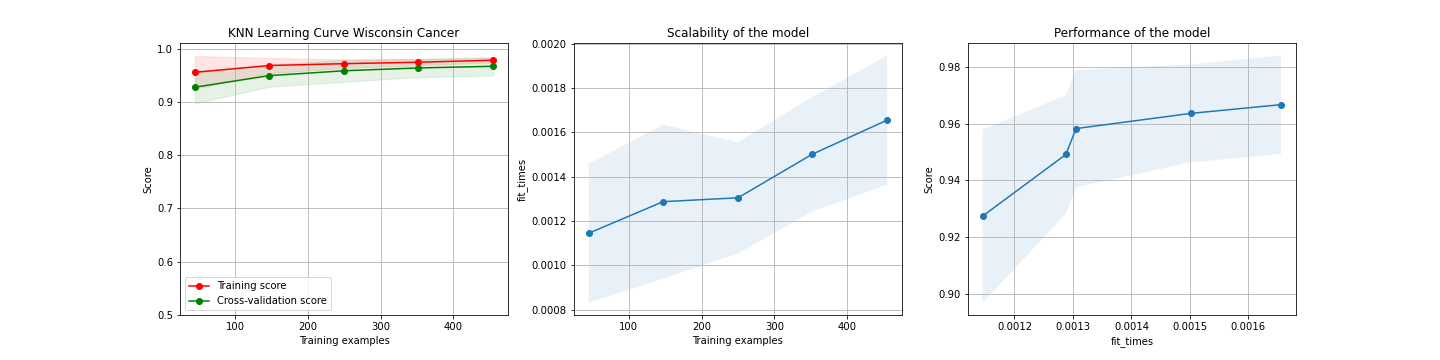 KNN Learning Curve Wisconsin Cancer
1.0
0.9
0.8
0.7
0.6
0.5
Score
100
200
300
400
Training examples
Training score
Cross-validation score
Scalability of the model
0.0020
0.0018
0.0016
0.0014
0.0012
0.0010
0.0008
fit_times
100
200
300
400
Training examples
Performance of the model
0.98
0.96
0.94
0.92
0.90
Score
0.0012
0.0013
0.0014
0.0015
0.0016
fit_times